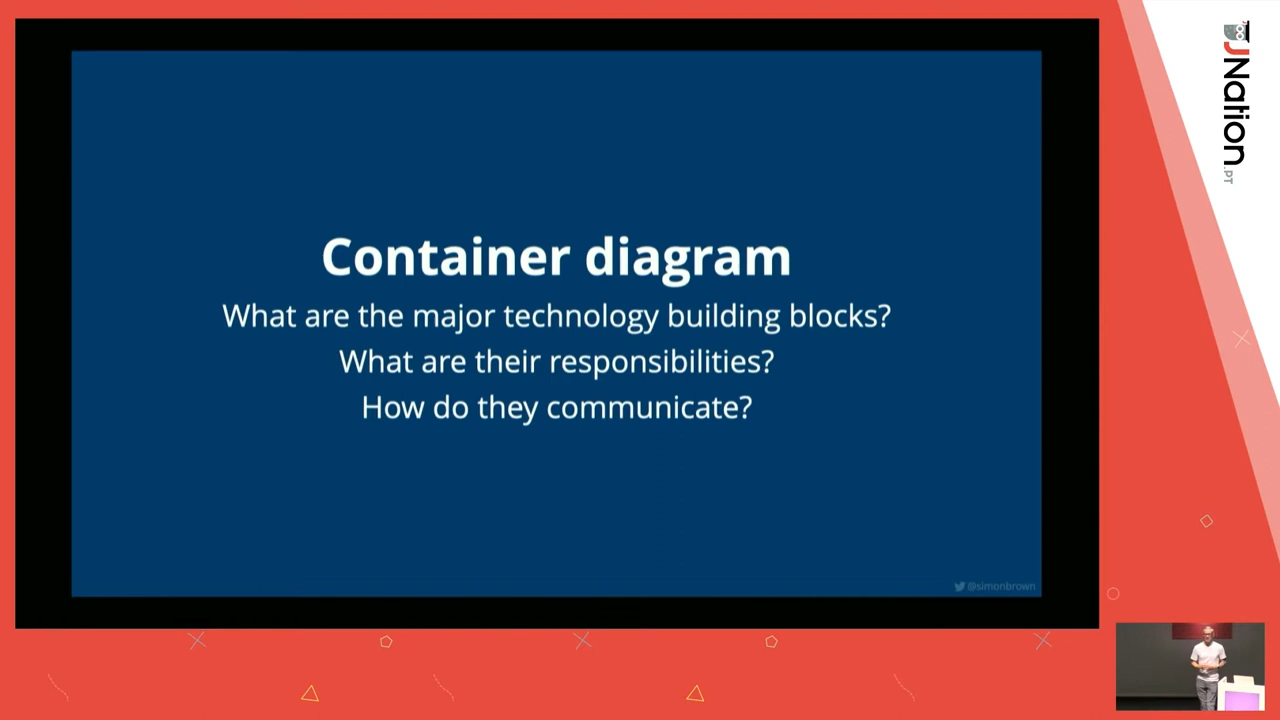 Container diagram
What are the major technology building blocks?
What are their responsibilities?
How do they communicate?
@simonbrown
JNation
.PT